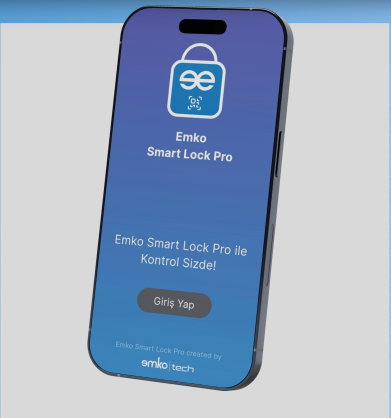 Emko
Smart Lock Pro
Emko Smart Lock Pro ile
Kontrol Sizde!
Giriş Yap
Emko Smart Lock Pro created by
emko tech